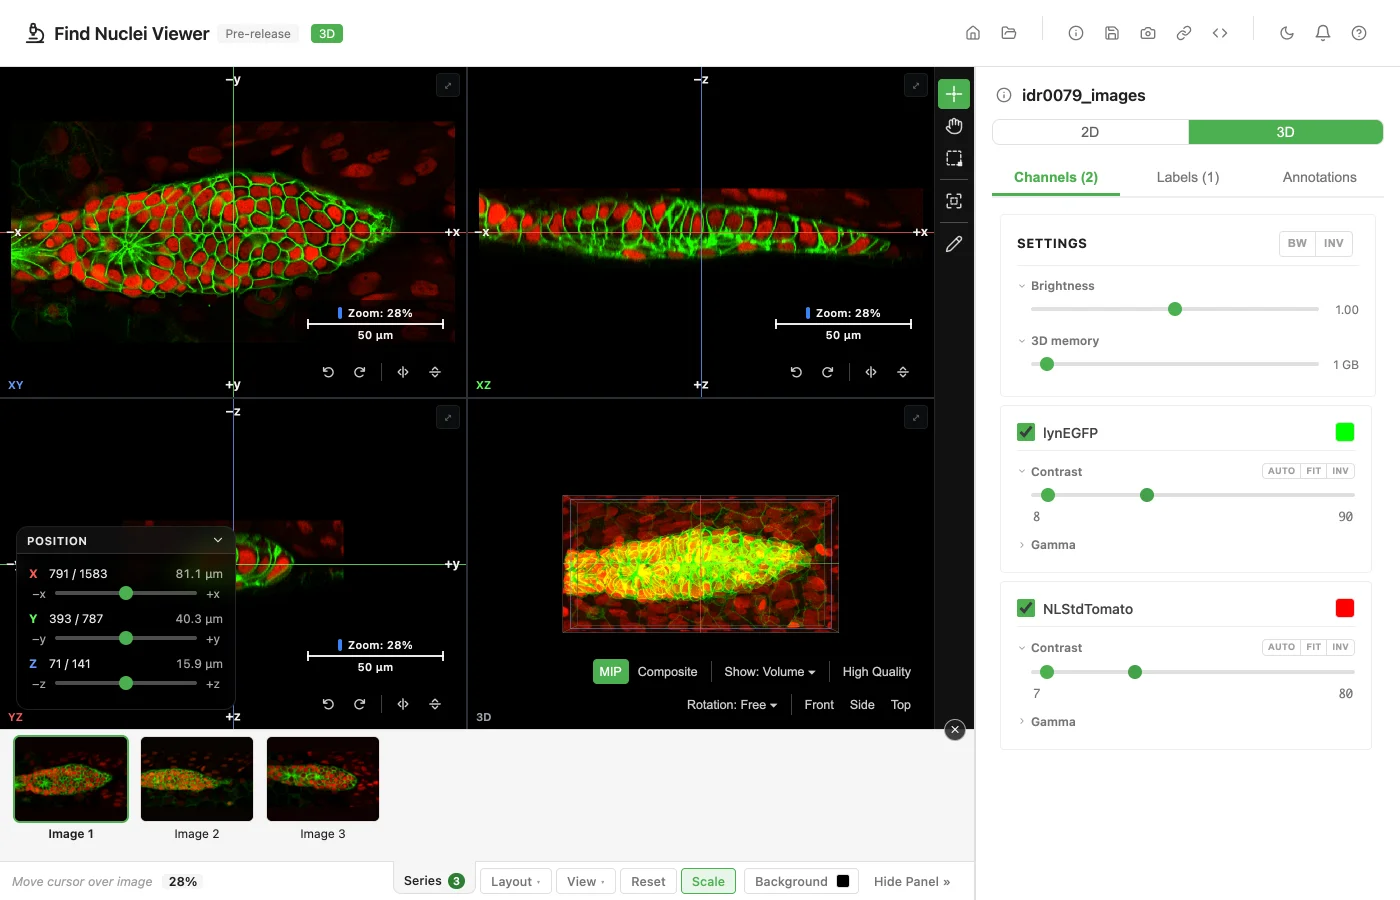 Find Nuclei Viewer Pre-release 3D
–y
–x
+x
Zoom: 28%
50 µm
XY
+y
–z
–x
+x
Zoom: 28%
50 µm
XZ
+z
–z
+y
POSITION
X 791 / 1583 81.1 µm
–x +x
Y 393 / 787 40.3 µm
–y +y
Z 71 / 141 15.9 µm
–z +z
Zoom: 28%
50 µm
YZ
+z
MIP Composite Show: Volume High Quality
Rotation: Free Front Side Top
3D
Image 1
Image 2
Image 3
Move cursor over image 28%
Series 3
Layout
View
Reset
Scale
Background
Hide Panel »
idr0079_images
2D 3D
Channels (2) Labels (1) Annotations
SETTINGS BW INV
Brightness
1.00
3D memory
1 GB
lynEGFP
Contrast AUTO FIT INV
8 90
Gamma
NLStdTomato
Contrast AUTO FIT INV
7 80
Gamma